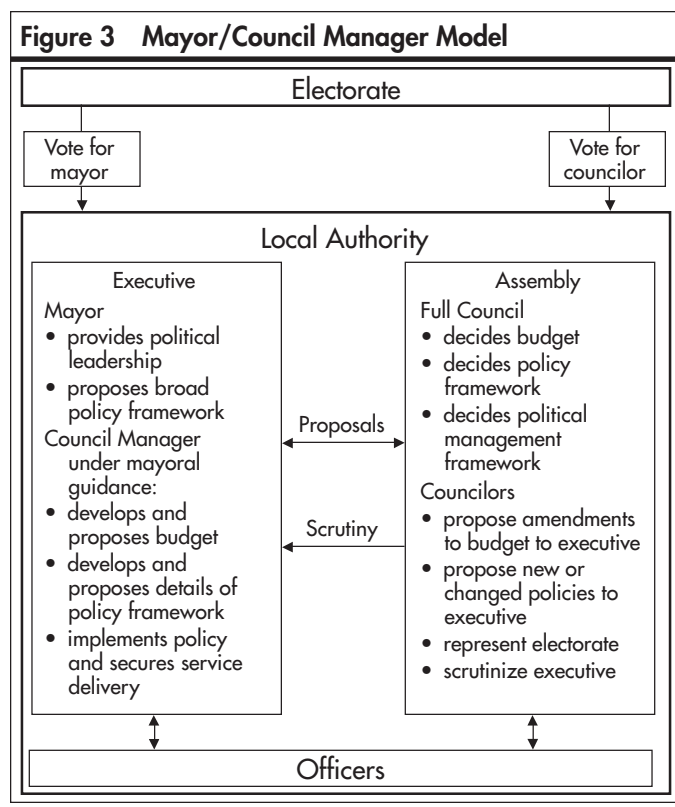 Figure 3 Mayor/Council Manager Model
Electorate
Vote for
mayor
Vote for
councilor
Local Authority
Executive
Mayor
• provides political
leadership
• proposes broad
policy framework
Council Manager
under mayoral
guidance:
• develops and
proposes budget
• develops and
proposes details of
policy framework
• implements policy
and secures service
delivery
Proposals
Scrutiny
Assembly
Full Council
• decides budget
• decides policy
framework
• decides political
management
framework
Councilors
• propose amendments
to budget to executive
• propose new or
changed policies to
executive
• represent electorate
• scrutinize executive
Officers